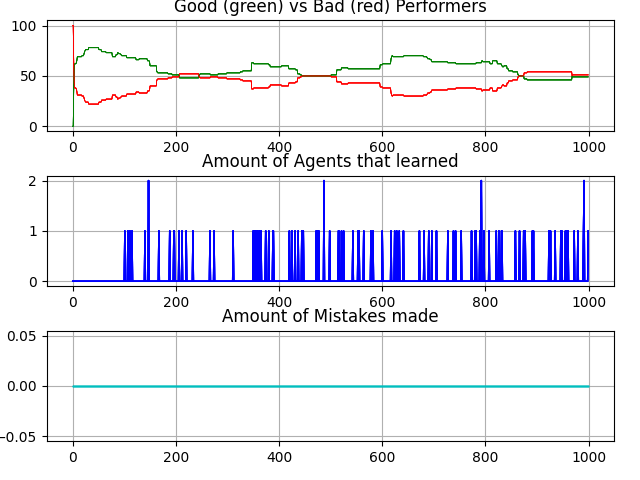 Good (green) vs Bad (red) Performers
100
50
0
0 200 400 600 800 1000
Amount of Agents that learned
2
1
0
0 200 400 600 800 1000
Amount of Mistakes made
0.05
0.00
−0.05
0 200 400 600 800 1000